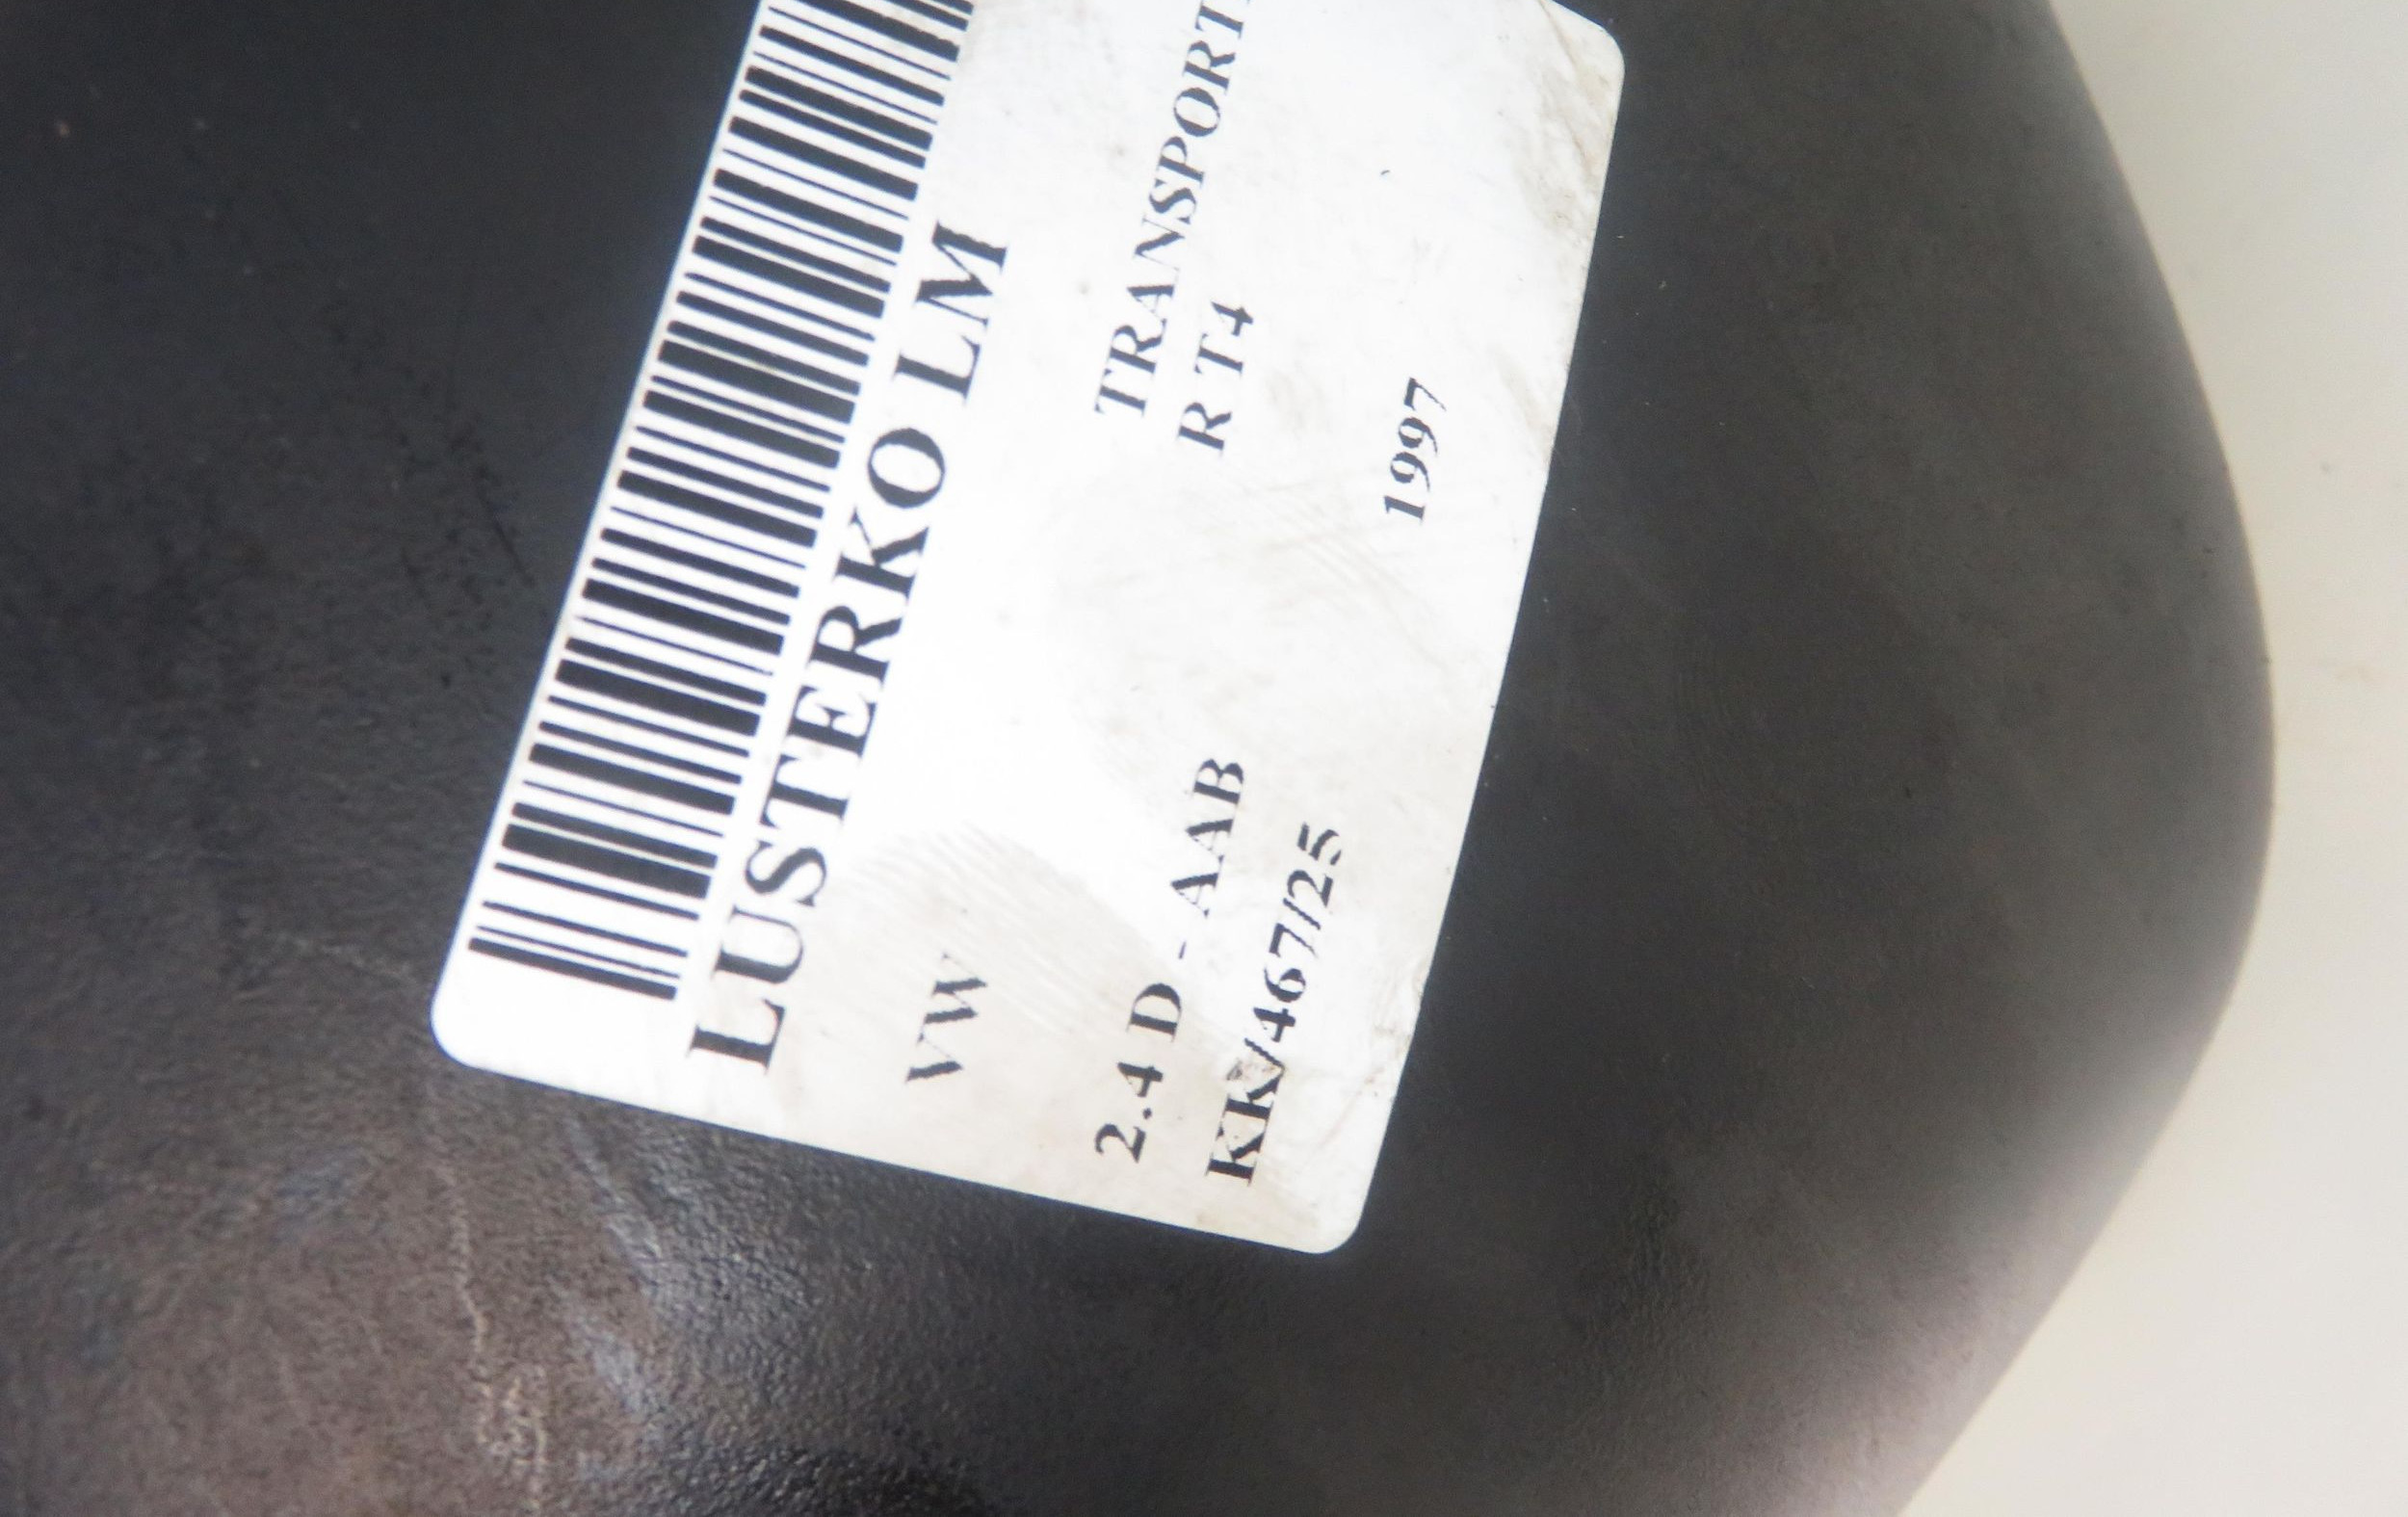 LUSTERKO LM
VW
TRANSPORT
R T4
2.4 D - AAB
KK/467/25
1997